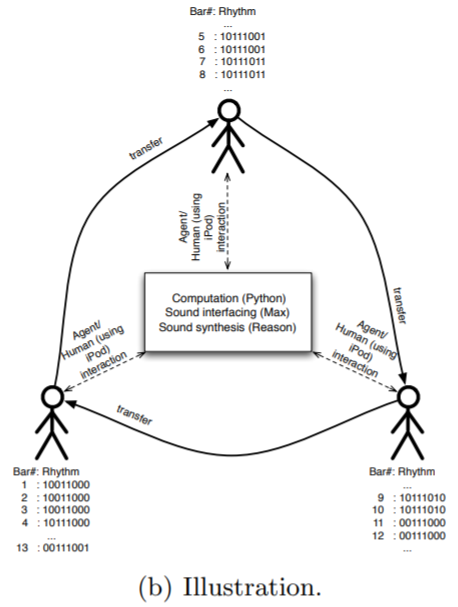 Bar#: Rhythm
...
5 : 10111001
6 : 10111001
7 : 10111011
8 : 10111011
...
transfer
Agent/
Human (using
iPod)
interaction
Computation (Python)
Sound interfacing (Max)
Sound synthesis (Reason)
transfer
Agent/
Human (using
iPod)
interaction
Agent/
Human (using
iPod)
interaction
transfer
Bar#: Rhythm
1 : 10011000
2 : 10011000
3 : 10011000
4 : 10111000
...
13 : 00111001
Bar#: Rhythm
...
9 : 10111010
10 : 10111010
11 : 00111000
12 : 00111000
...
(b) Illustration.